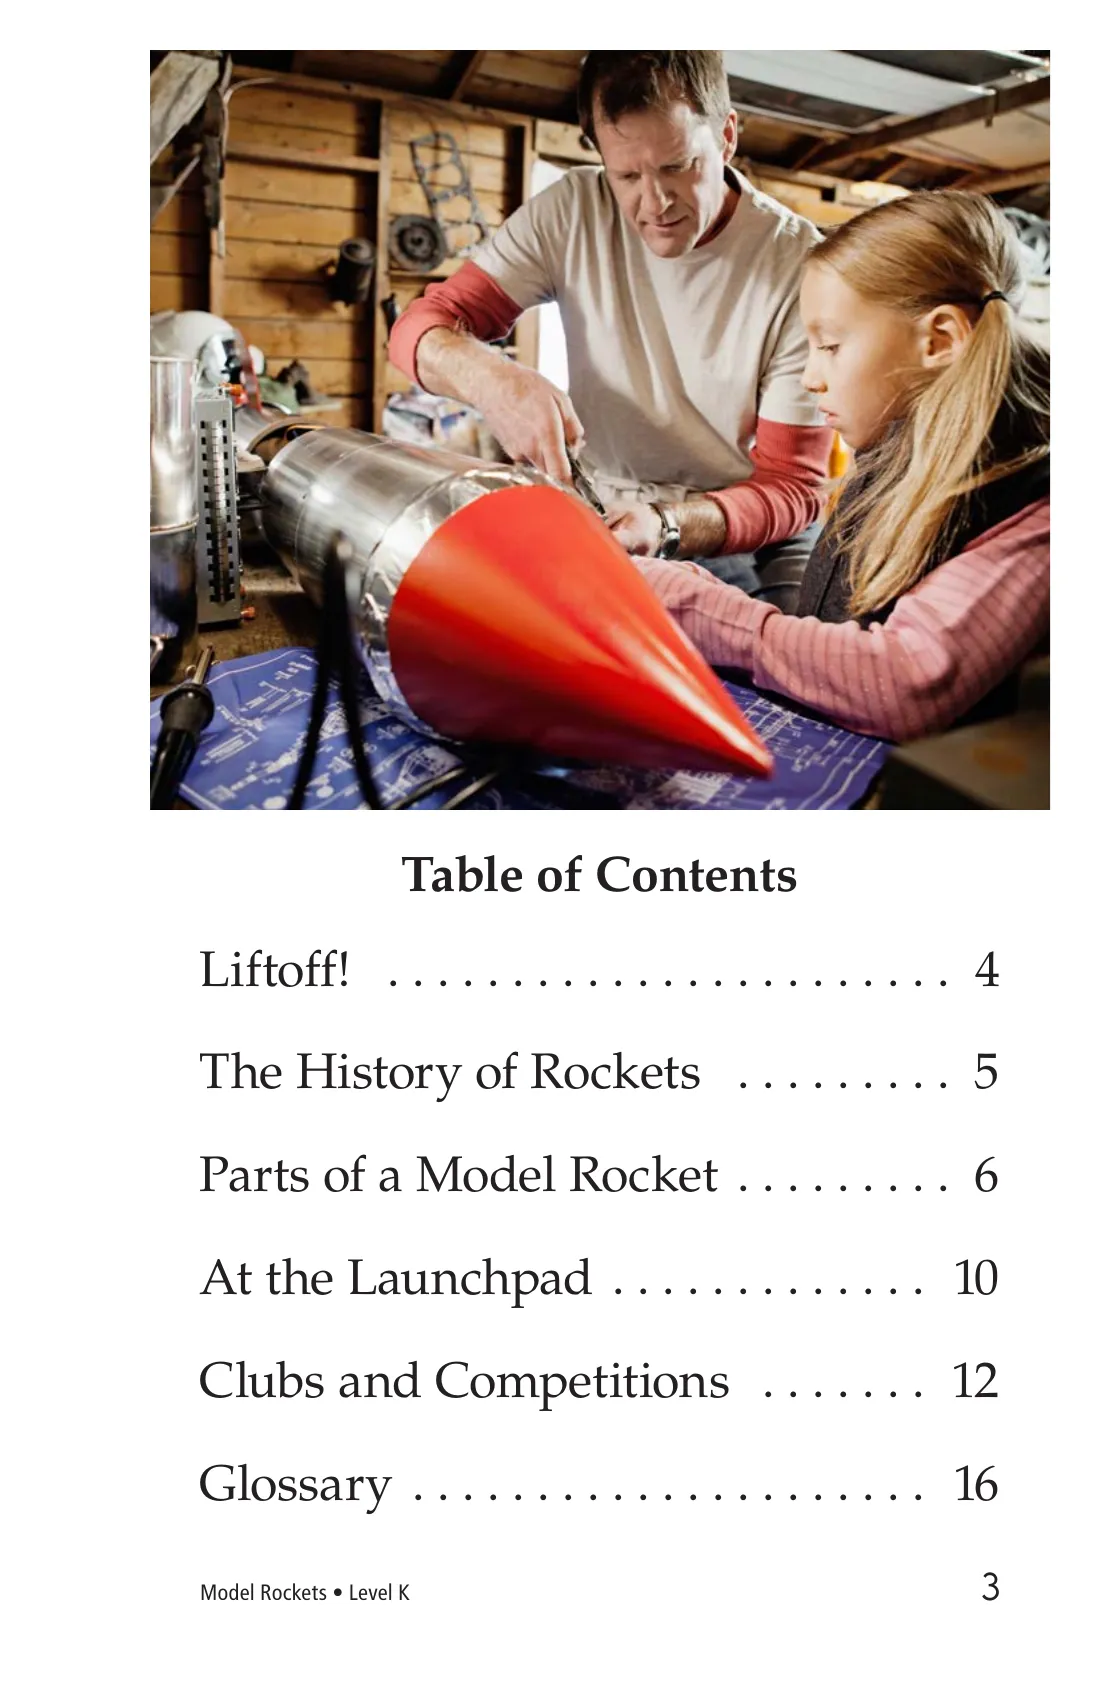 Table of Contents
Liftoff! . . . . . . . . . . . . . . . . . . . . . . . 4
The History of Rockets . . . . . . . . . 5
Parts of a Model Rocket . . . . . . . . . 6
At the Launchpad . . . . . . . . . . . . . 10
Clubs and Competitions . . . . . . . 12
Glossary . . . . . . . . . . . . . . . . . . . . . 16
Model Rockets • Level K 3